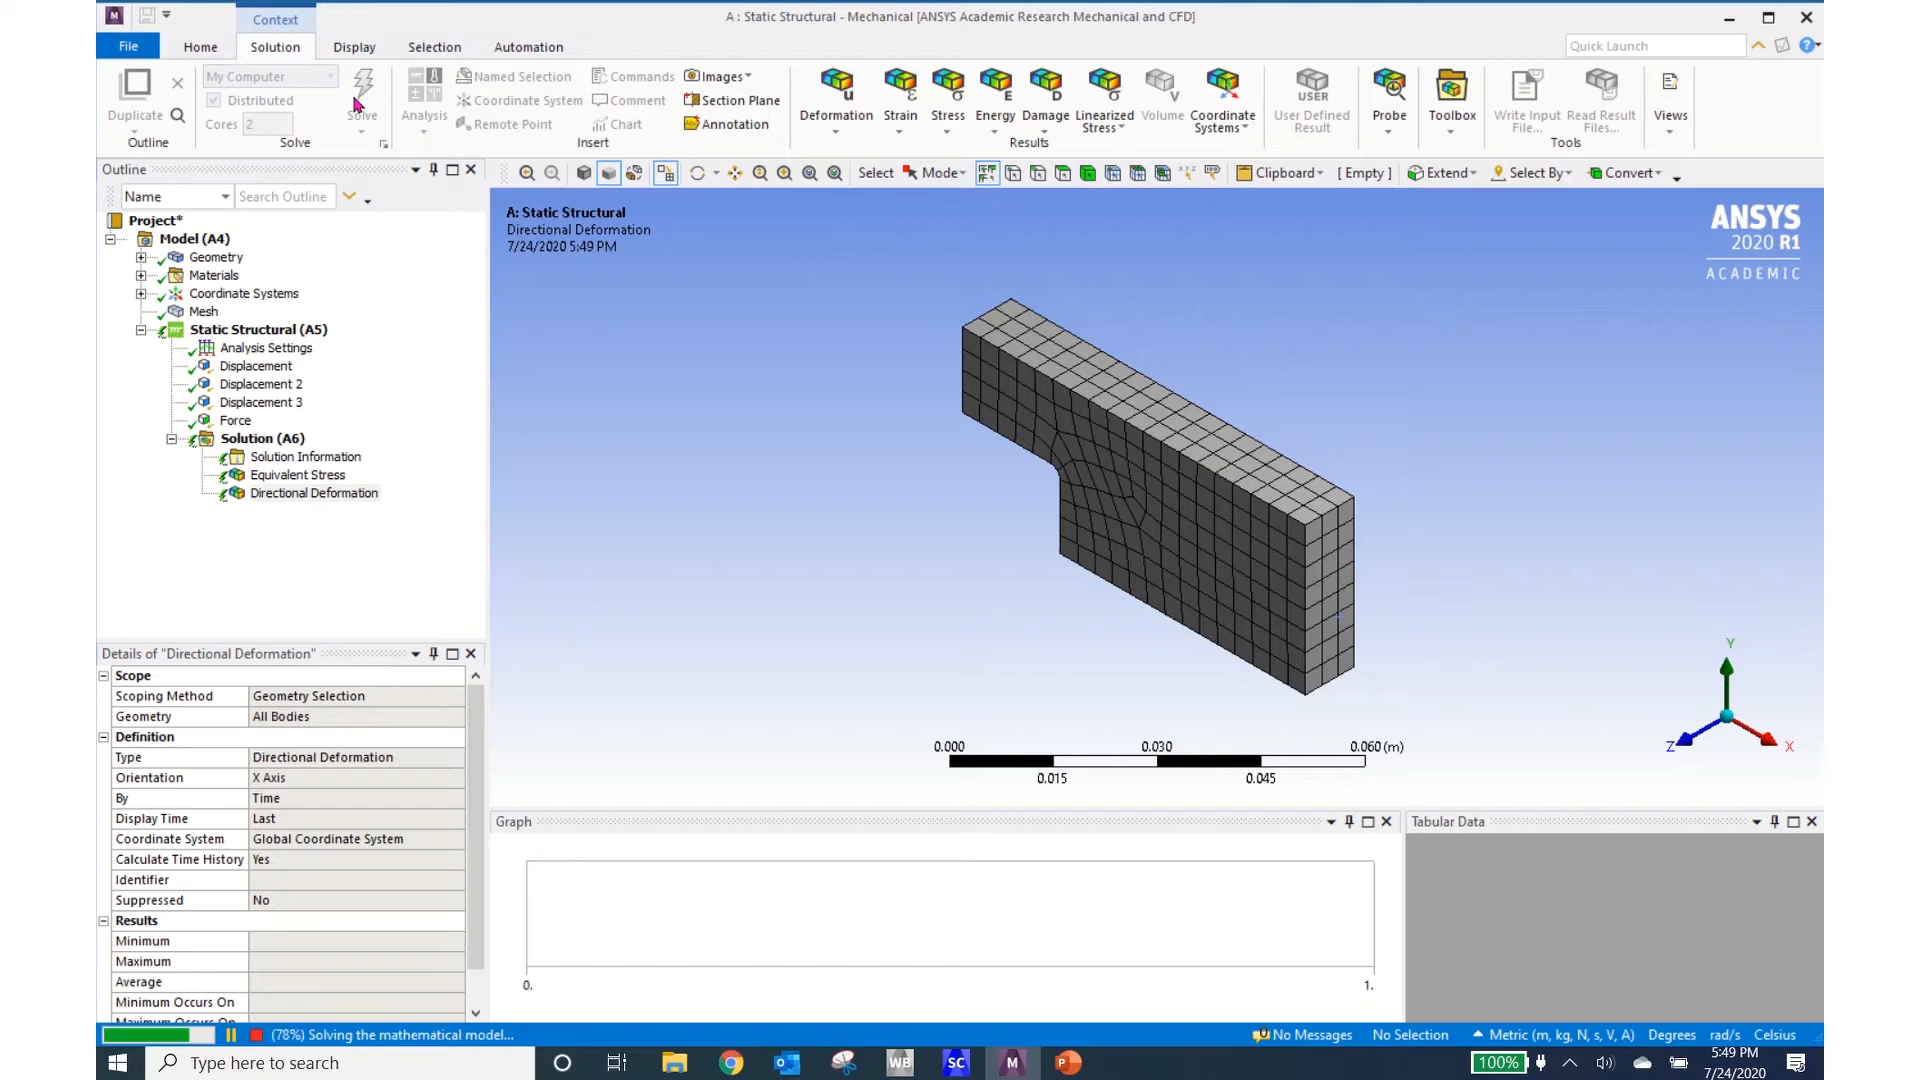 Context
A : Static Structural - Mechanical [ANSYS Academic Research Mechanical and CFD]
File
Home
Solution
Display
Selection
Automation
Quick Launch
Duplicate
Outline
My Computer
Distributed
Cores 2
Solve
Solve
Analysis
Named Selection
Coordinate System
Remote Point
Commands
Comment
Chart
Images
Section Plane
Annotation
Insert
Deformation
Strain
Stress
Energy
Damage
Linearized
Stress
Volume
Coordinate
Systems
Results
USER
User Defined
Result
Probe
Toolbox
Write Input
File...
Read Result
Files...
Tools
Views
Outline
Name
Search Outline
Select
Mode
Clipboard
[ Empty ]
Extend
Select By
Convert
Project*
Model (A4)
Geometry
Materials
Coordinate Systems
Mesh
Static Structural (A5)
Analysis Settings
Displacement
Displacement 2
Displacement 3
Force
Solution (A6)
Solution Information
Equivalent Stress
Directional Deformation
A: Static Structural
Directional Deformation
7/24/2020 5:49 PM
ANSYS
2020 R1
ACADEMIC
0.000
0.030
0.060 (m)
0.015
0.045
Y
Z
X
Details of "Directional Deformation"
Scope
Scoping Method Geometry Selection
Geometry All Bodies
Definition
Type Directional Deformation
Orientation X Axis
By Time
Display Time Last
Coordinate System Global Coordinate System
Calculate Time History Yes
Identifier
Suppressed No
Results
Minimum
Maximum
Average
Minimum Occurs On
Maximum Occurs On
Graph
0.
1.
Tabular Data
(78%) Solving the mathematical model...
No Messages
No Selection
Metric (m, kg, N, s, V, A)
Degrees
rad/s
Celsius
Type here to search
WB
SC
M
100%
5:49 PM
7/24/2020